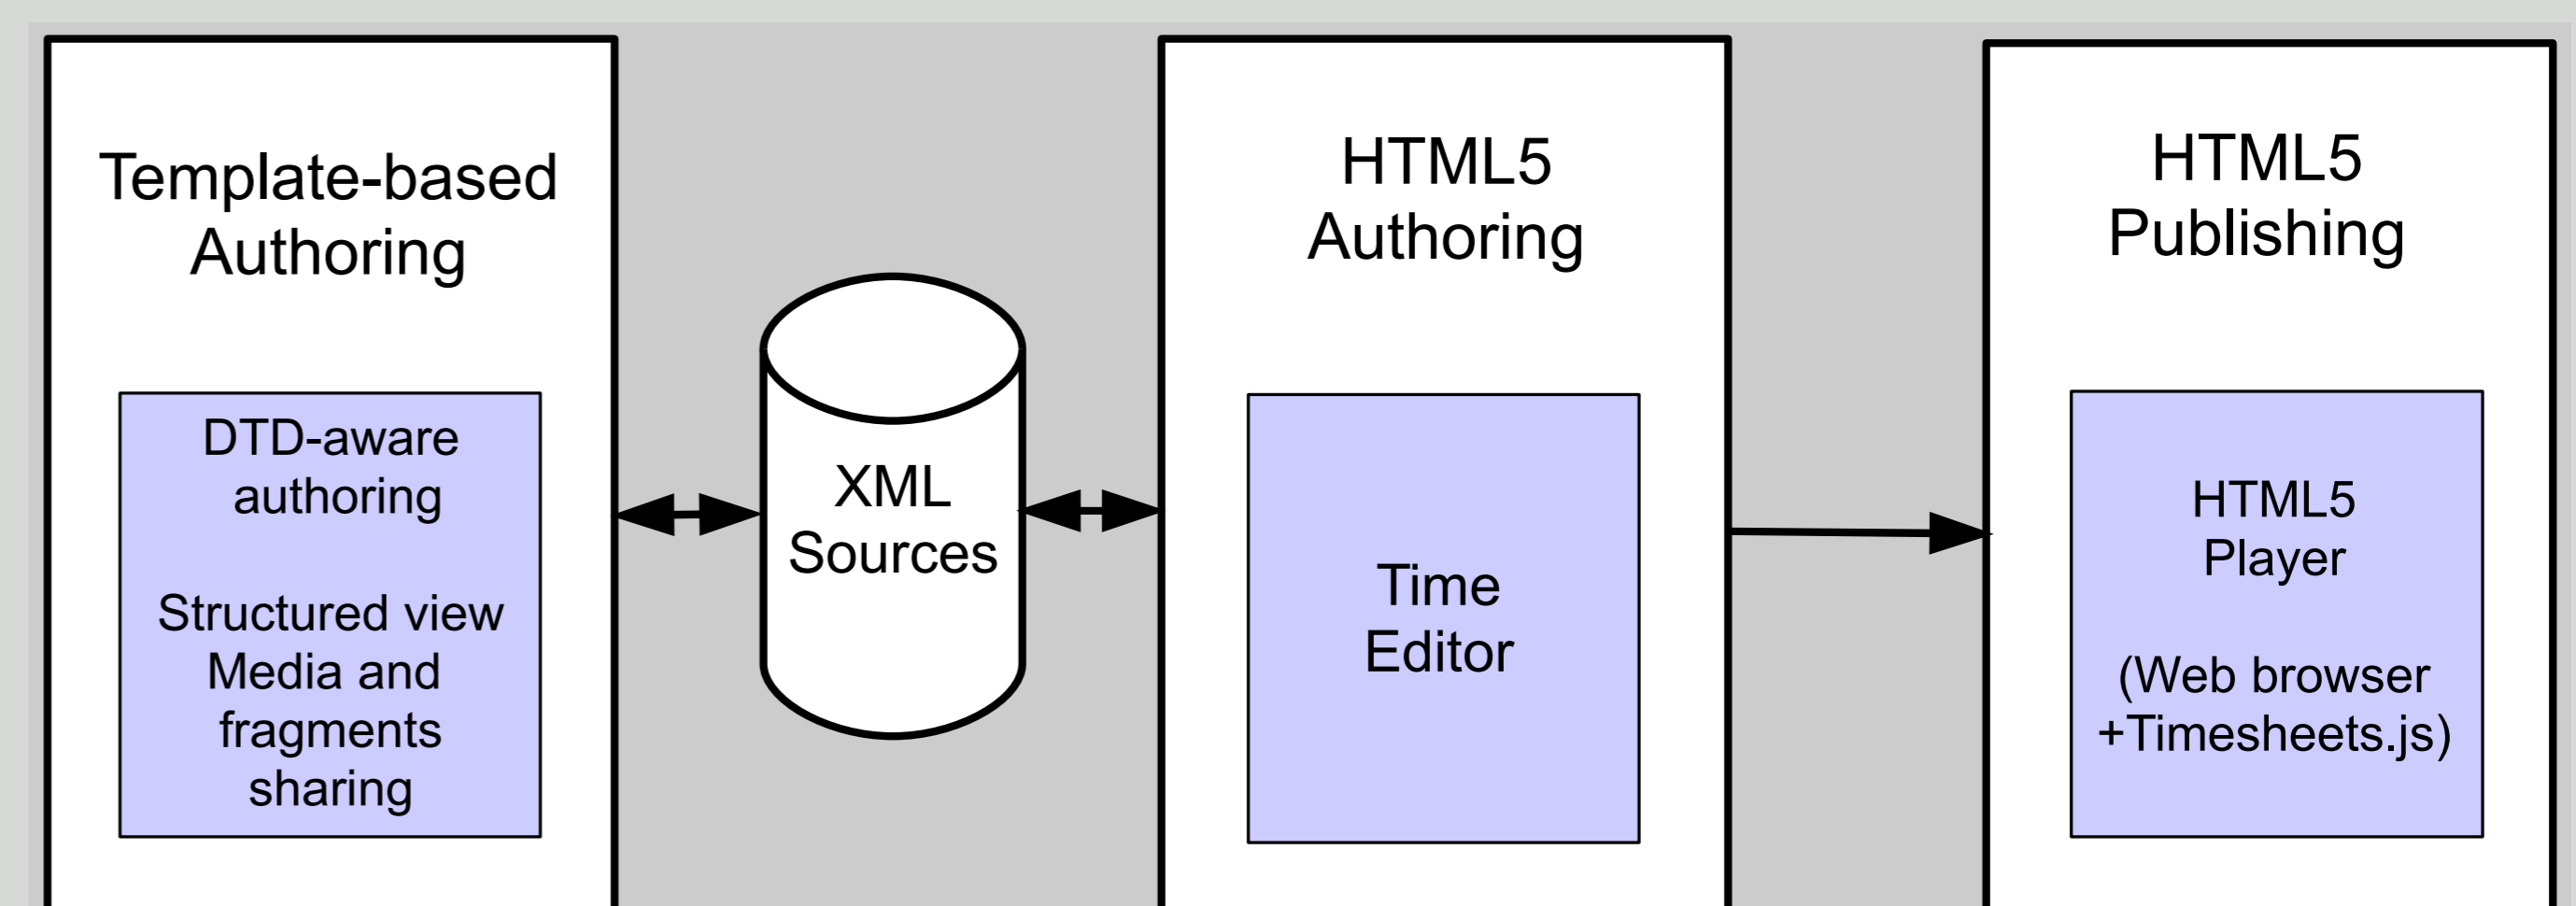 Template-based
Authoring
DTD-aware
authoring
Structured view
Media and
fragments
sharing
XML
Sources
HTML5
Authoring
Time
Editor
HTML5
Publishing
HTML5
Player
(Web browser
+Timesheets.js)